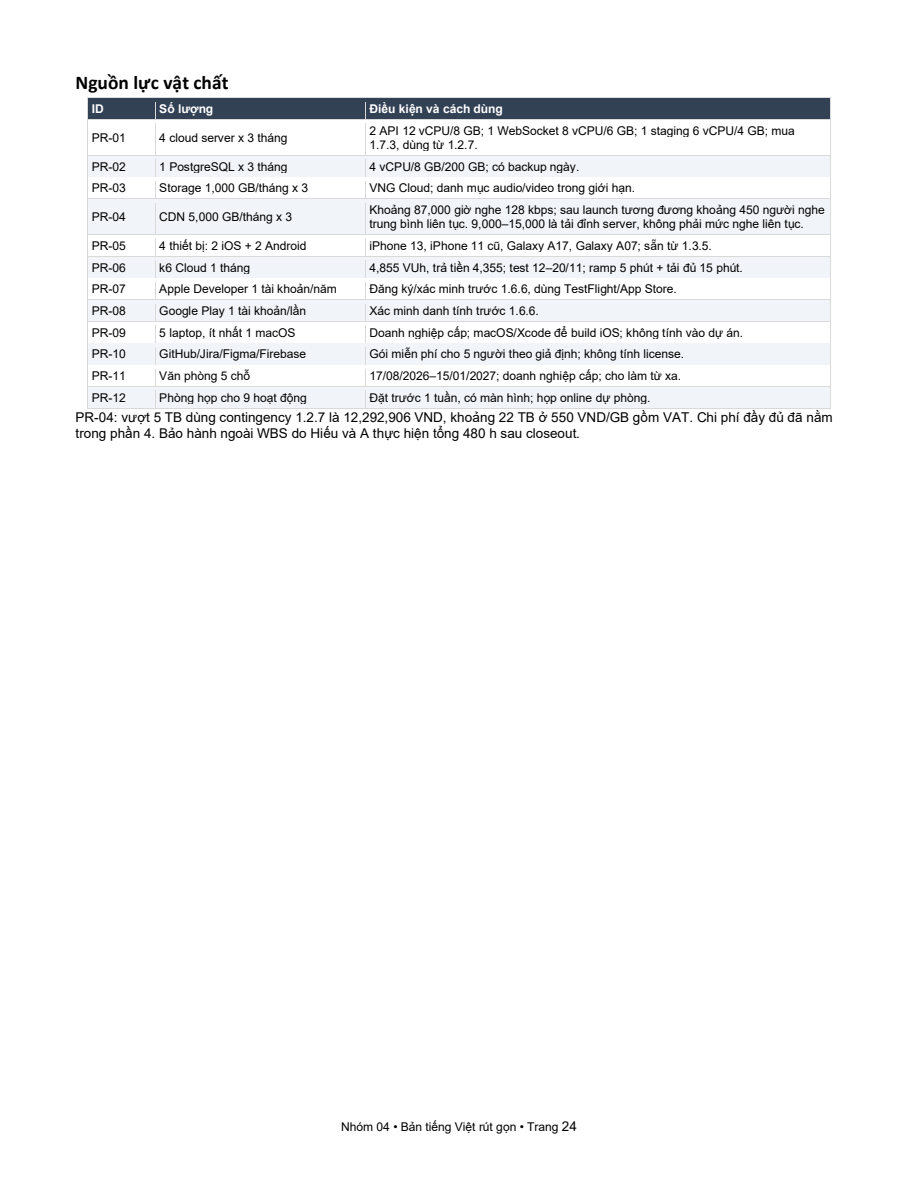 Nguồn lực vật chất
ID Số lượng Điều kiện và cách dùng
PR-01 4 cloud server x 3 tháng 2 API 12 vCPU/8 GB; 1 WebSocket 8 vCPU/6 GB; 1 staging 6 vCPU/4 GB; mua
1.7.3, dùng từ 1.2.7.
PR-02 1 PostgreSQL x 3 tháng 4 vCPU/8 GB/200 GB; có backup ngày.
PR-03 Storage 1,000 GB/tháng x 3 VNG Cloud; danh mục audio/video trong giới hạn.
PR-04 CDN 5,000 GB/tháng x 3 Khoảng 87,000 giờ nghe 128 kbps; sau launch tương đương khoảng 450 người nghe
trung bình liên tục. 9,000–15,000 là tải đỉnh server, không phải mức nghe liên tục.
PR-05 4 thiết bị: 2 iOS + 2 Android iPhone 13, iPhone 11 cũ, Galaxy A17, Galaxy A07; sẵn từ 1.3.5.
PR-06 k6 Cloud 1 tháng 4,855 VUh, trả tiền 4,355; test 12–20/11; ramp 5 phút + tải đủ 15 phút.
PR-07 Apple Developer 1 tài khoản/năm Đăng ký/xác minh trước 1.6.6, dùng TestFlight/App Store.
PR-08 Google Play 1 tài khoản/lần Xác minh danh tính trước 1.6.6.
PR-09 5 laptop, ít nhất 1 macOS Doanh nghiệp cấp; macOS/Xcode để build iOS; không tính vào dự án.
PR-10 GitHub/Jira/Figma/Firebase Gói miễn phí cho 5 người theo giả định; không tính license.
PR-11 Văn phòng 5 chỗ 17/08/2026–15/01/2027; doanh nghiệp cấp; cho làm từ xa.
PR-12 Phòng họp cho 9 hoạt động Đặt trước 1 tuần, có màn hình; họp online dự phòng.
PR-04: vượt 5 TB dùng contingency 1.2.7 là 12,292,906 VND, khoảng 22 TB ở 550 VND/GB gồm VAT. Chi phí đầy đủ đã nằm
trong phần 4. Bảo hành ngoài WBS do Hiếu và A thực hiện tổng 480 h sau closeout.
Nhóm 04 • Bản tiếng Việt rút gọn • Trang 24